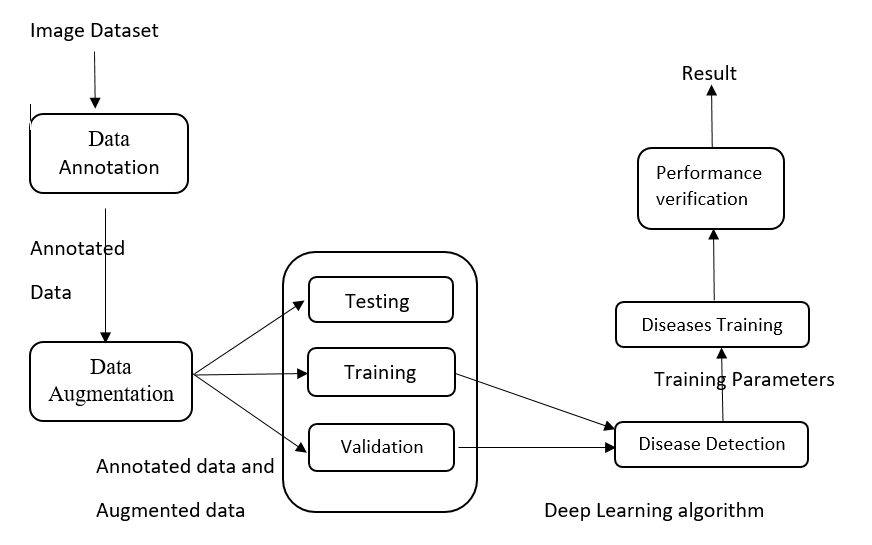 Image Dataset
Data
Annotation
Annotated
Data
Data
Augmentation
Annotated data and
Augmented data
Testing
Training
Validation
Result
Performance
verification
Diseases Training
Training Parameters
Disease Detection
Deep Learning algorithm